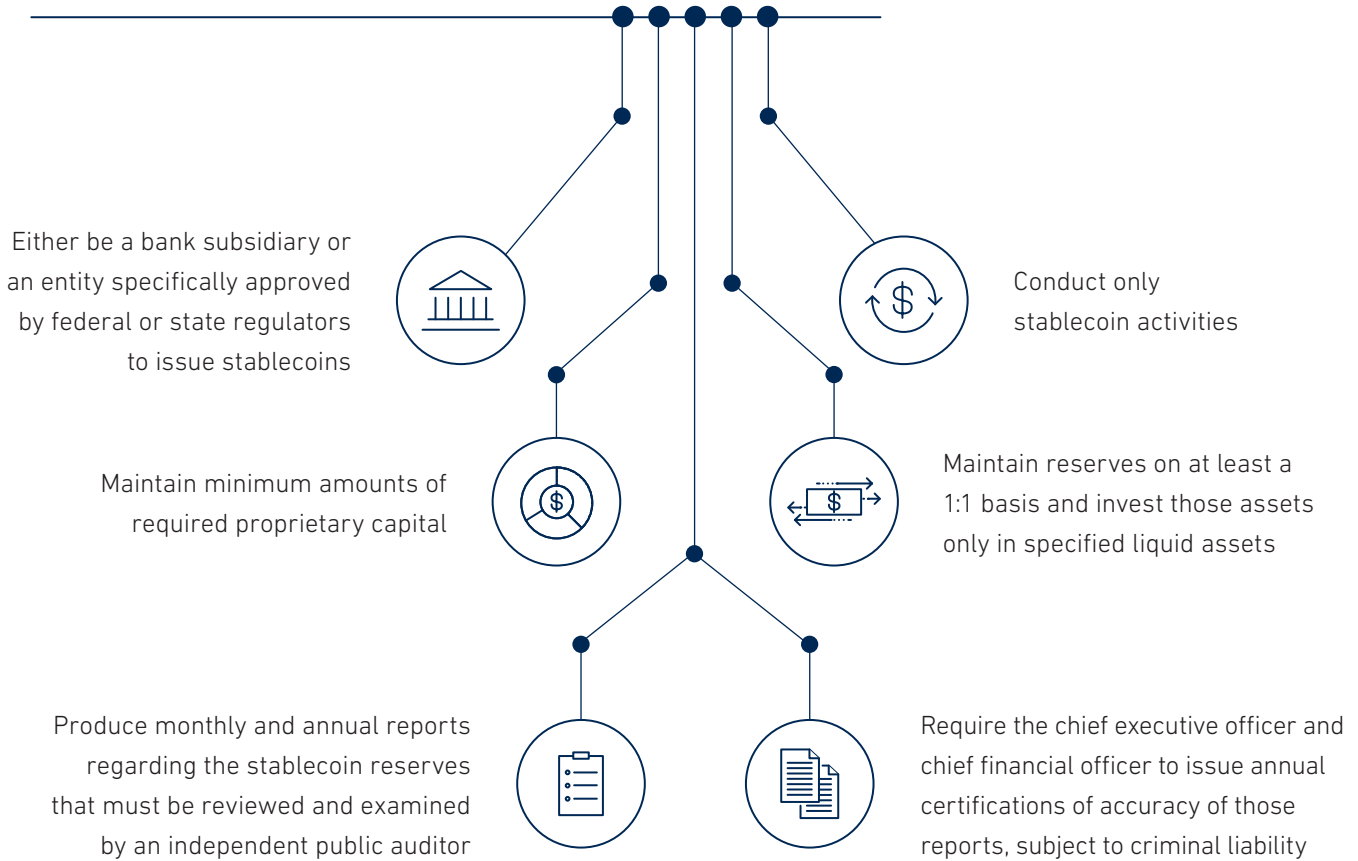 Either be a bank subsidiary or
an entity specifically approved
by federal or state regulators
to issue stablecoins
$
Conduct only
stablecoin activities
Maintain minimum amounts of
required proprietary capital
$
$
Maintain reserves on at least a
1:1 basis and invest those assets
only in specified liquid assets
Produce monthly and annual reports
regarding the stablecoin reserves
that must be reviewed and examined
by an independent public auditor
Require the chief executive officer and
chief financial officer to issue annual
certifications of accuracy of those
reports, subject to criminal liability